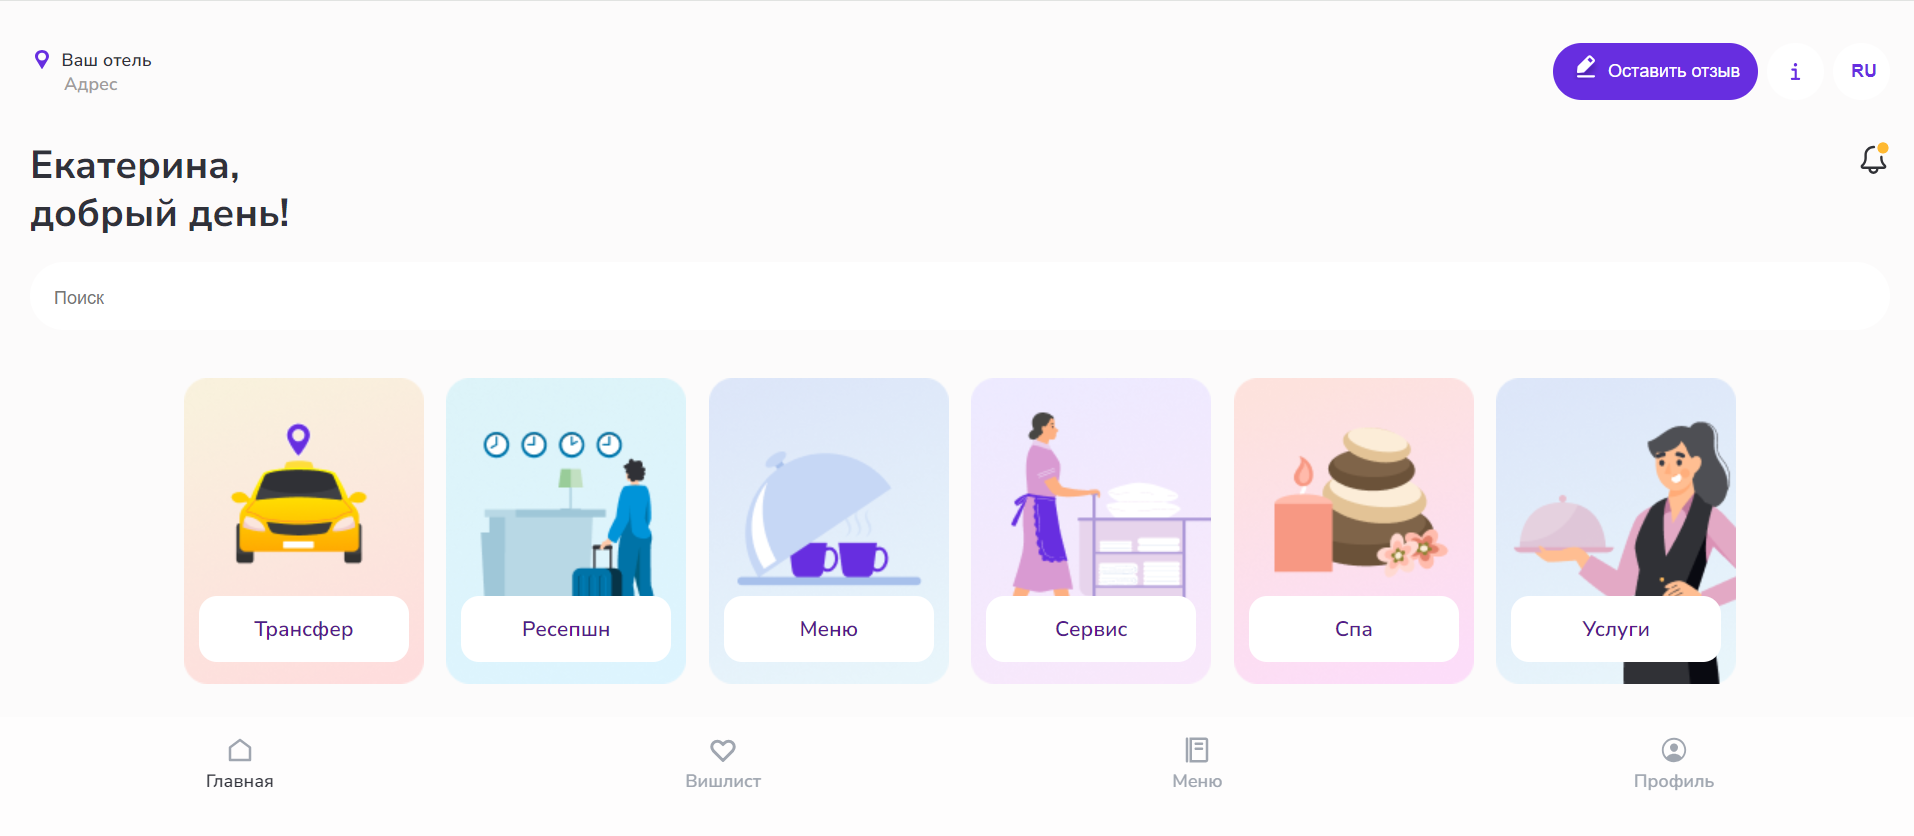 Ваш отель
Адрес
Оставить отзыв
i
RU
Екатерина,
добрый день!
Поиск
Трансфер
Ресепшн
Меню
Сервис
Спа
Услуги
Главная
Вишлист
Меню
Профиль